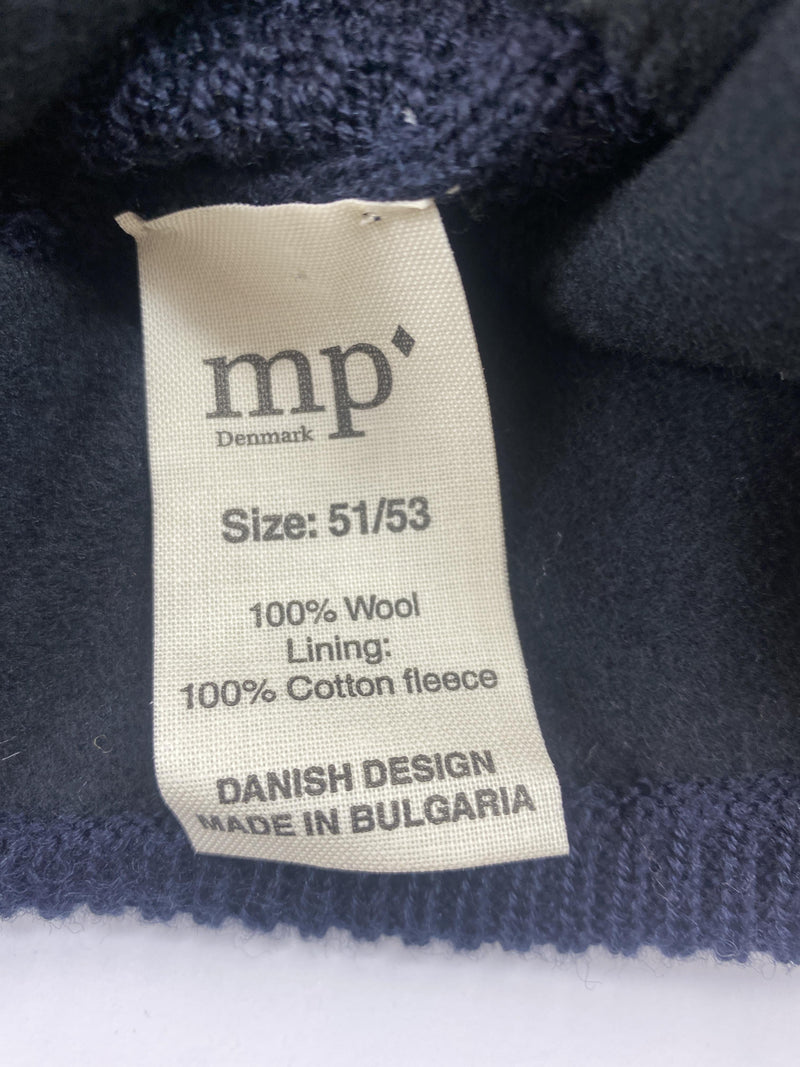 mp
Denmark
Size: 51/53
100% Wool
Lining:
100% Cotton fleece
DANISH DESIGN
MADE IN BULGARIA